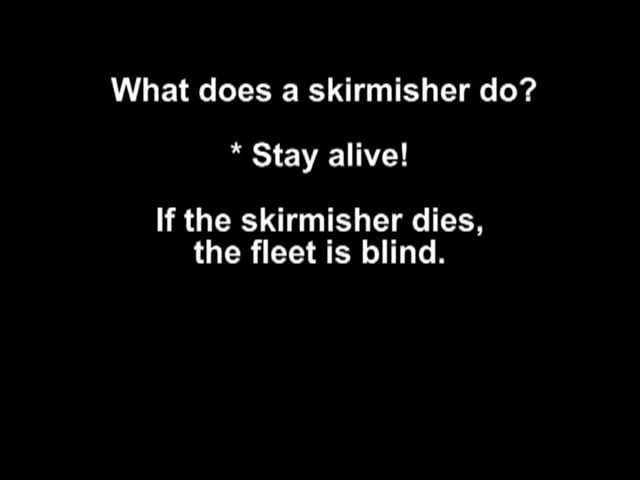 What does a skirmisher do?
* Stay alive!
If the skirmisher dies,
the fleet is blind.